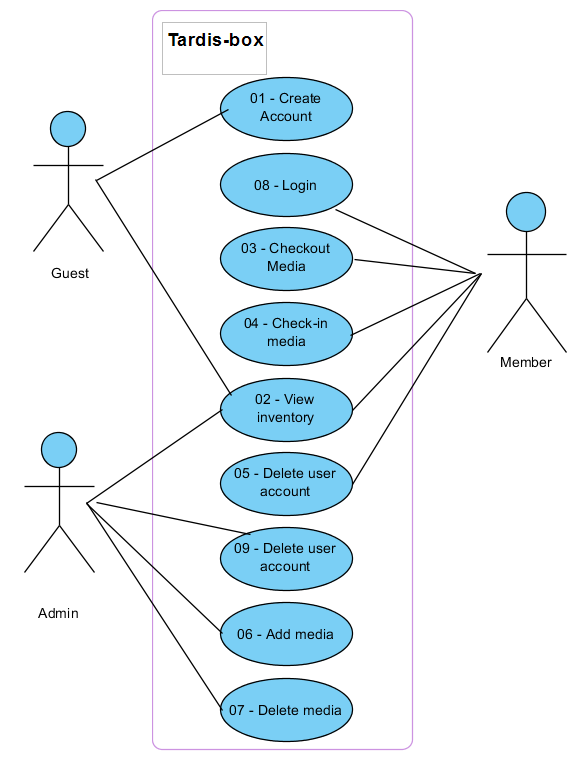 Tardis-box
01 - Create
Account
08 - Login
03 - Checkout
Media
04 - Check-in
media
02 - View
inventory
05 - Delete user
account
09 - Delete user
account
06 - Add media
07 - Delete media
Guest
Member
Admin